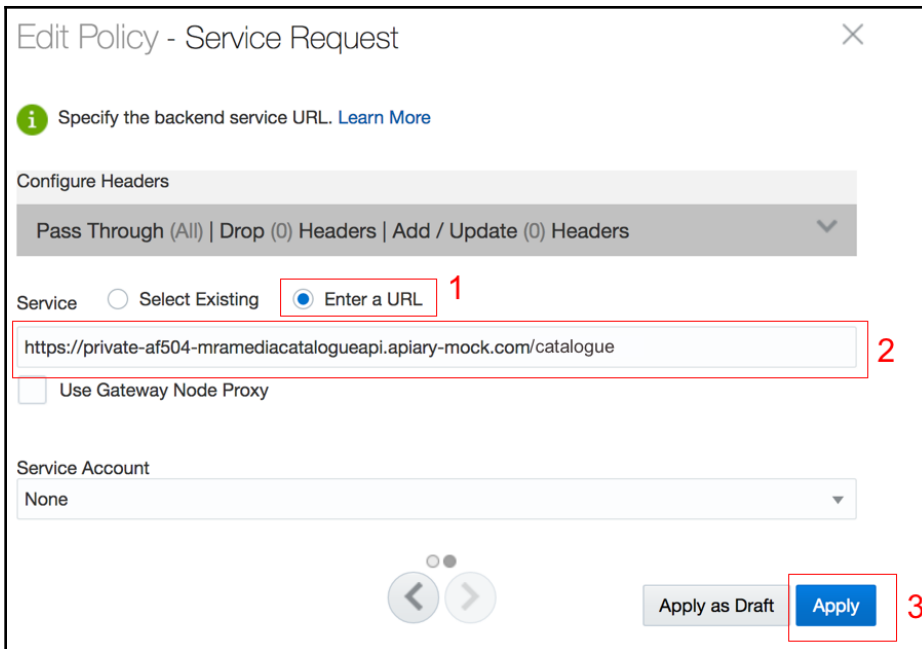 Edit Policy - Service Request
i Specify the backend service URL. Learn More
Configure Headers
Pass Through (All) | Drop (0) Headers | Add / Update (0) Headers
Service Select Existing Enter a URL 1
https://private-af504-mramediacatalogueapi.apiary-mock.com/catalogue 2
Use Gateway Node Proxy
Service Account
None
Apply as Draft Apply 3